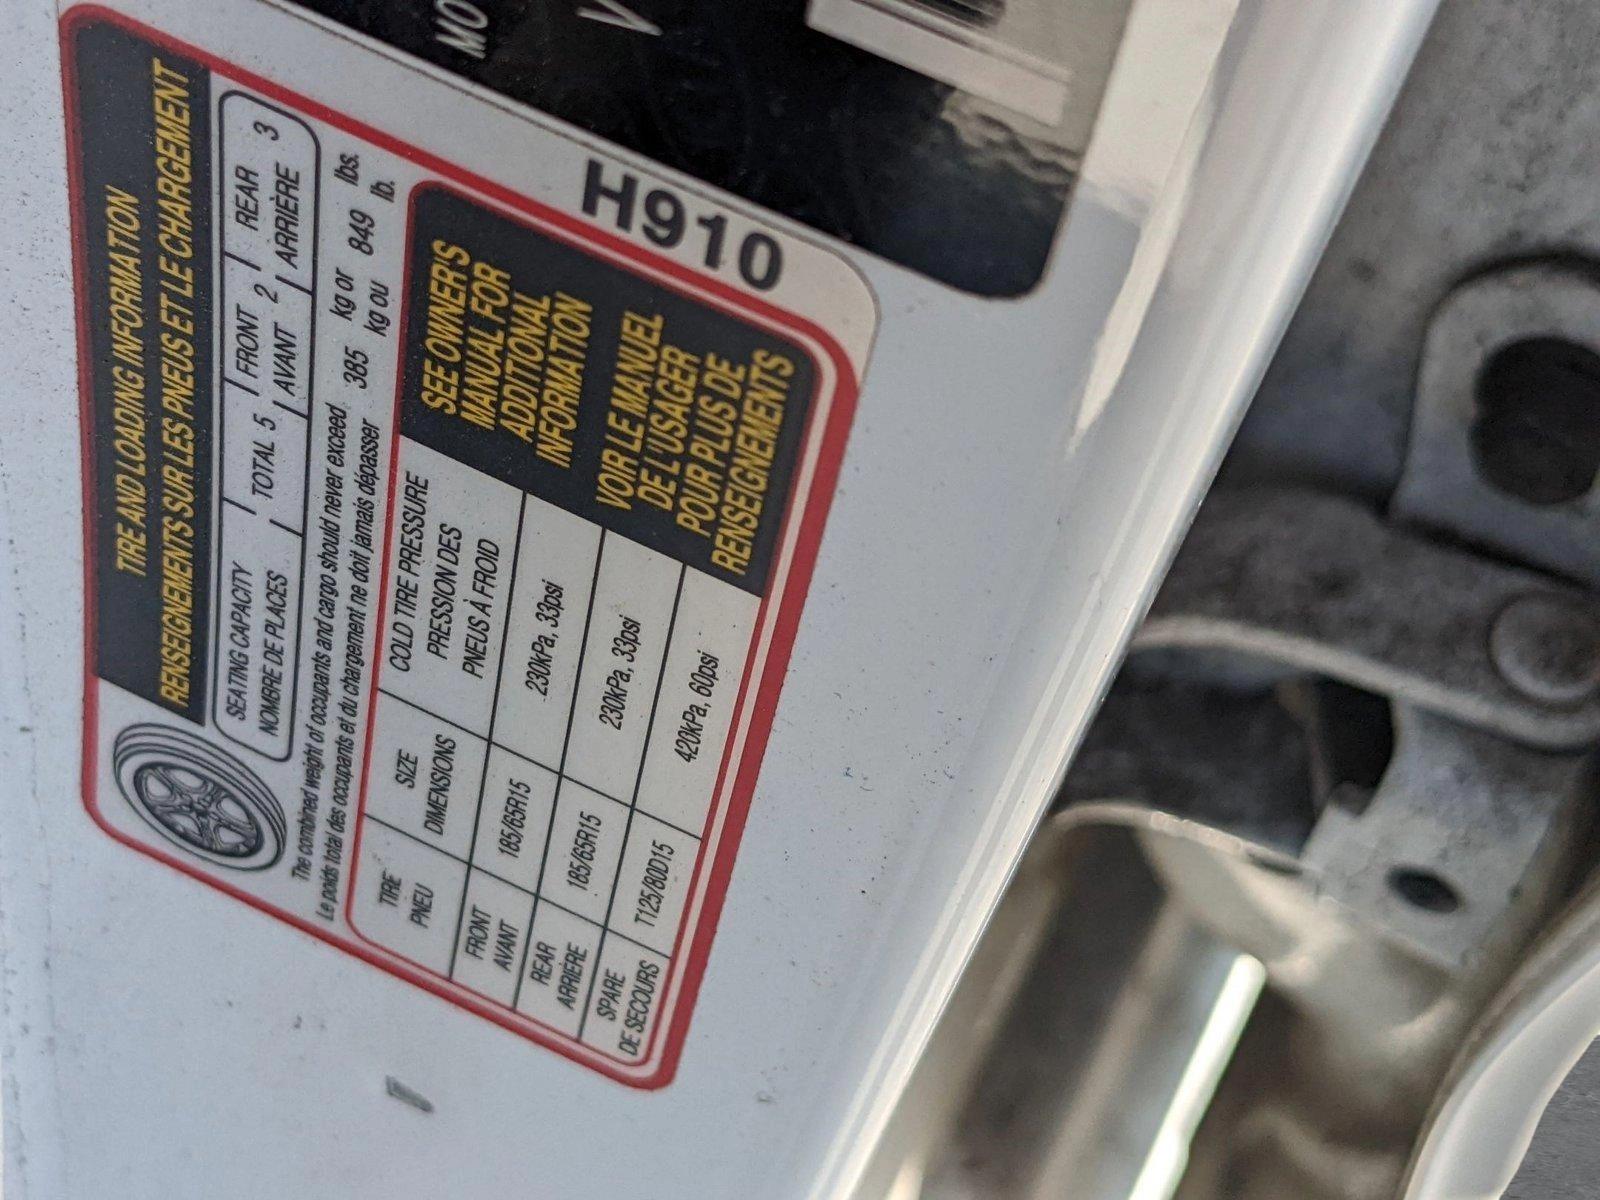 MO
V
TIRE AND LOADING INFORMATION
RENSEIGNEMENTS SUR LES PNEUS ET LE CHARGEMENT
SEATING CAPACITY | TOTAL 5 | FRONT 2 | REAR 3
NOMBRE DE PLACES | | AVANT | ARRIÈRE
The combined weight of occupants and cargo should never exceed 385 kg or 849 lbs.
Le poids total des occupants et du chargement ne doit jamais dépasser kg ou lb.
TIRE SIZE COLD TIRE PRESSURE
PNEU DIMENSIONS PRESSION DES
PNEUS À FROID
FRONT 185/65R15 230kPa, 33psi
AVANT
REAR 185/65R15 230kPa, 33psi
ARRIÈRE
SPARE T125/80D15 420kPa, 60psi
DE SECOURS
SEE OWNER'S
MANUAL FOR
ADDITIONAL
INFORMATION
VOIR LE MANUEL
DE L'USAGER
POUR PLUS DE
RENSEIGNEMENTS
H910